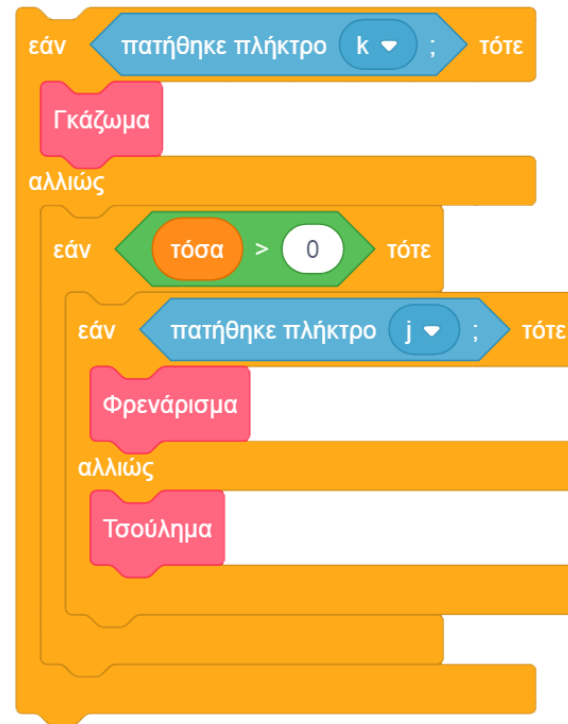 εάν πατήθηκε πλήκτρο k ; τότε
Γκάζωμα
αλλιώς
εάν τόσα > 0 τότε
εάν πατήθηκε πλήκτρο j ; τότε
Φρενάρισμα
αλλιώς
Τσούλημα